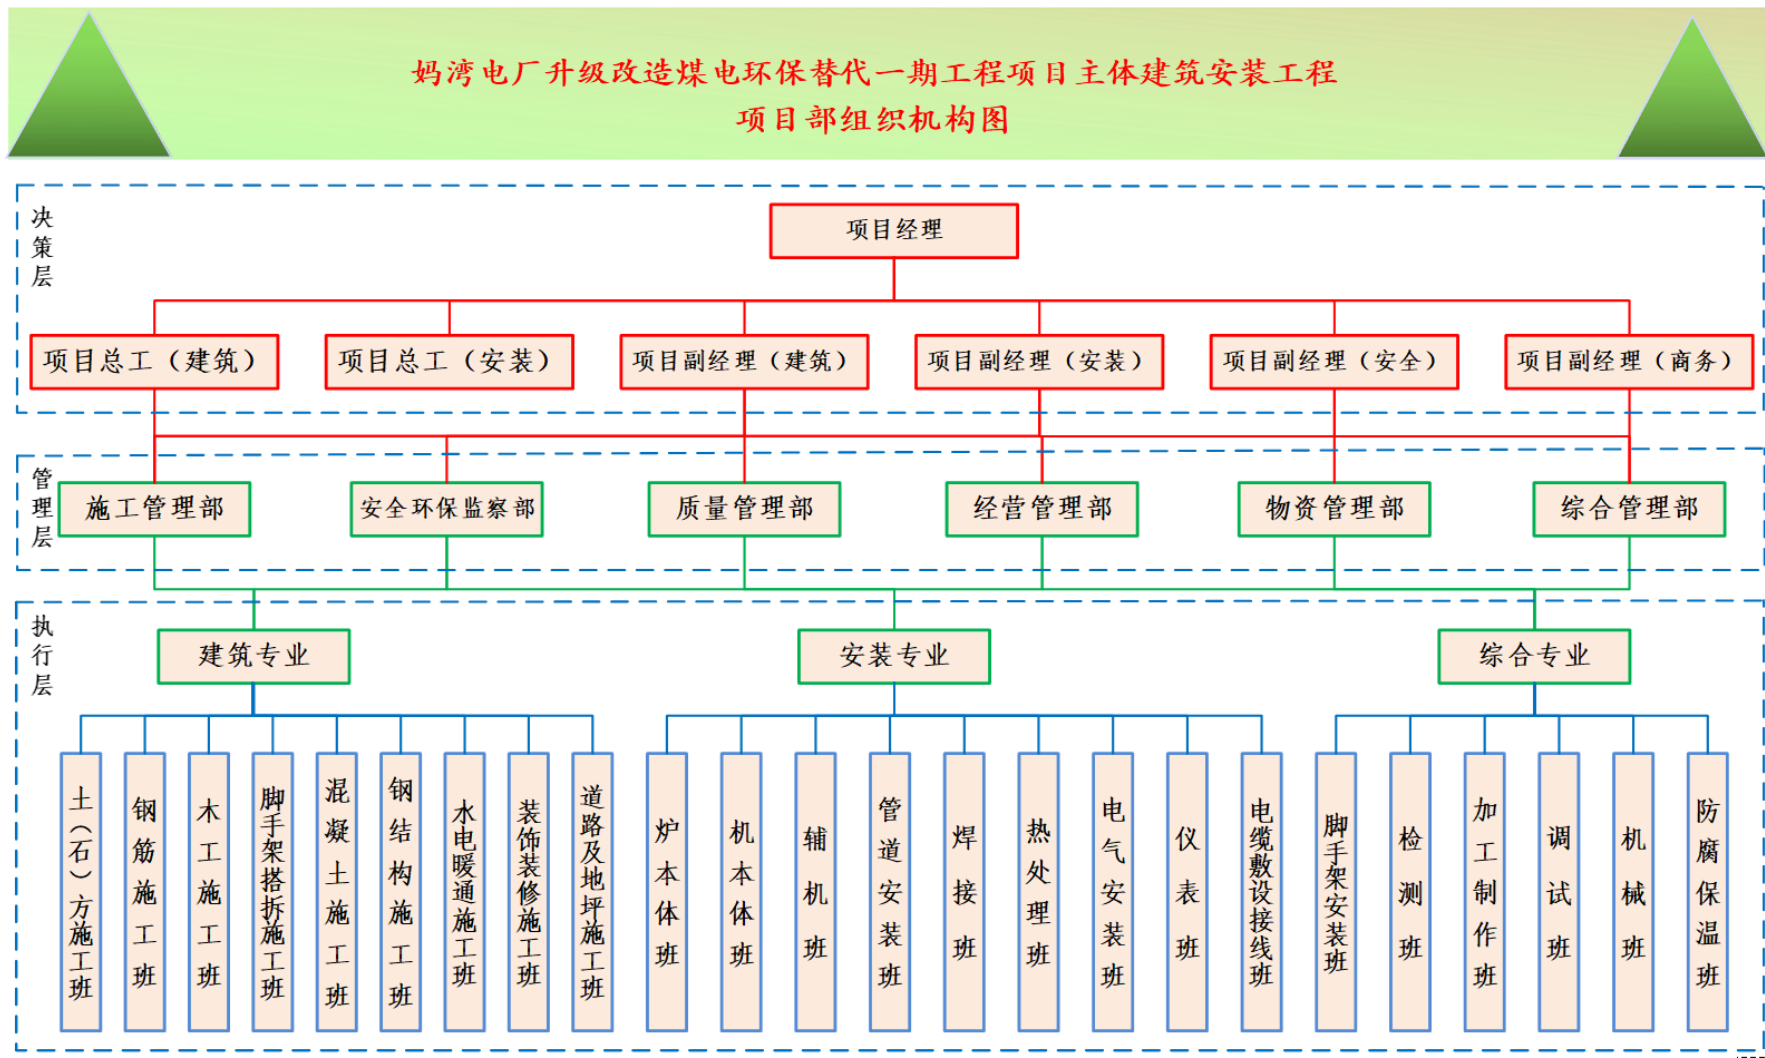 妈湾电厂升级改造煤电环保替代一期工程项目主体建筑安装工程
项目部组织机构图
决策层
项目经理
项目总工（建筑）
项目总工（安装）
项目副经理（建筑）
项目副经理（安装）
项目副经理（安全）
项目副经理（商务）
管理层
施工管理部
安全环保监察部
质量管理部
经营管理部
物资管理部
综合管理部
执行层
建筑专业
安装专业
综合专业
土（石）方施工班
钢筋施工班
木工施工班
脚手架搭拆施工班
混凝土施工班
钢结构施工班
水电暖通施工班
装饰装修施工班
道路及地坪施工班
炉本体班
机本体班
辅机班
管道安装班
焊接班
热处理班
电气安装班
仪表班
电缆敷设接线班
脚手架安装班
检测班
加工制作班
调试班
机械班
防腐保温班